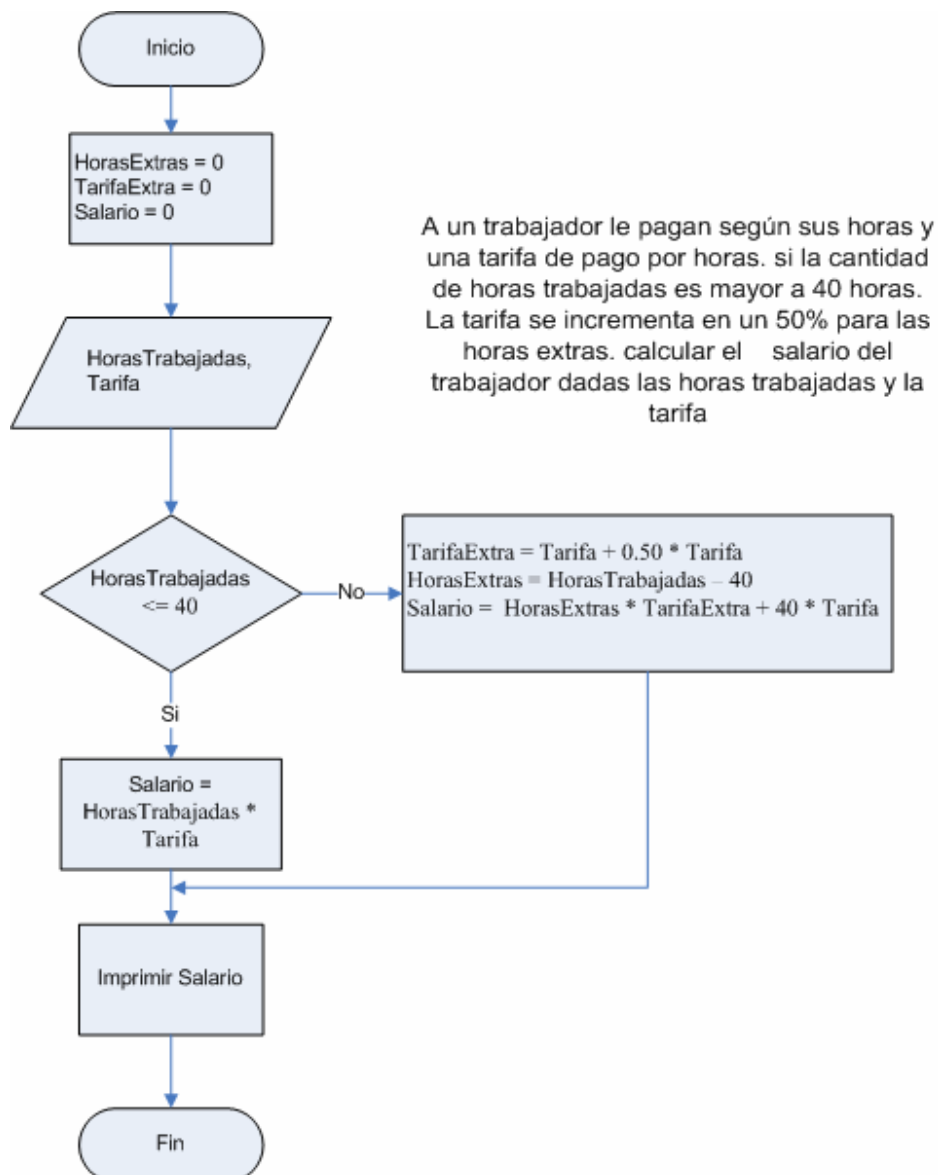 Inicio
HorasExtras = 0
TarifaExtra = 0
Salario = 0
A un trabajador le pagan según sus horas y
una tarifa de pago por horas. si la cantidad
de horas trabajadas es mayor a 40 horas.
La tarifa se incrementa en un 50% para las
horas extras. calcular el salario del
trabajador dadas las horas trabajadas y la
tarifa
HorasTrabajadas,
Tarifa
HorasTrabajadas
<= 40
No
TarifaExtra = Tarifa + 0.50 * Tarifa
HorasExtras = HorasTrabajadas – 40
Salario = HorasExtras * TarifaExtra + 40 * Tarifa
Si
Salario =
HorasTrabajadas *
Tarifa
Imprimir Salario
Fin